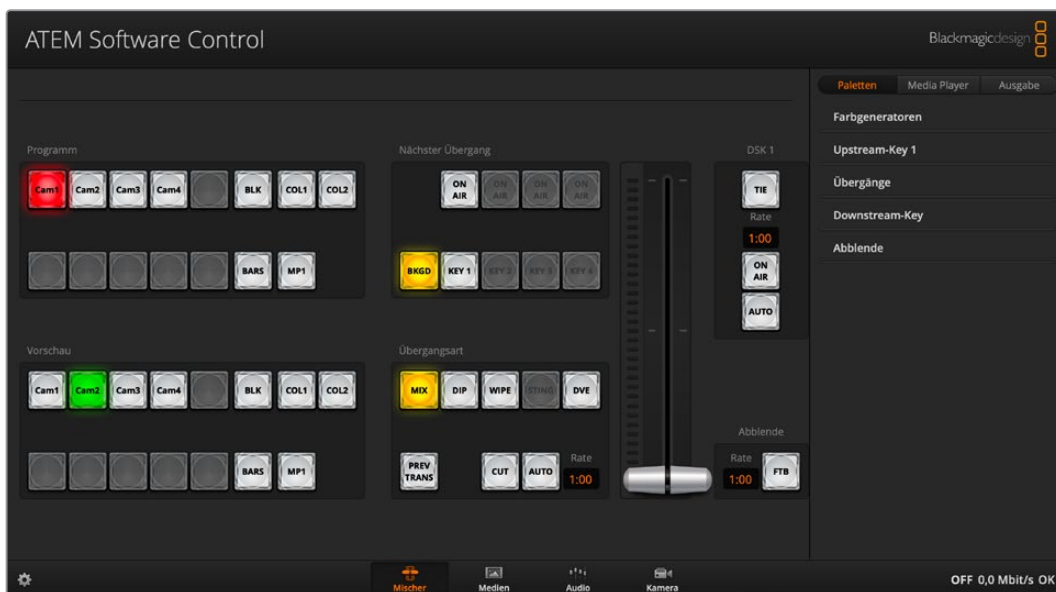 ATEM Software Control
Blackmagicdesign
Paletten Media Player Ausgabe
Farbgeneratoren
Upstream-Key 1
Übergänge
Downstream-Key
Abblende
Programm
Cam1 Cam2 Cam3 Cam4 BLK COL1 COL2
BARS MP1
Nächster Übergang
ON AIR ON AIR ON AIR ON AIR
BKGD KEY 1 KEY 2 KEY 3 KEY 4
DSK 1
TIE
Rate
1:00
ON AIR
AUTO
Vorschau
Cam1 Cam2 Cam3 Cam4 BLK COL1 COL2
BARS MP1
Übergangsart
MIX DIP WIPE STING DVE
PREV TRANS CUT AUTO Rate 1:00
Abblende
Rate
1:00 FTB
Mischer Medien Audio Kamera
OFF 0,0 Mbit/s OK